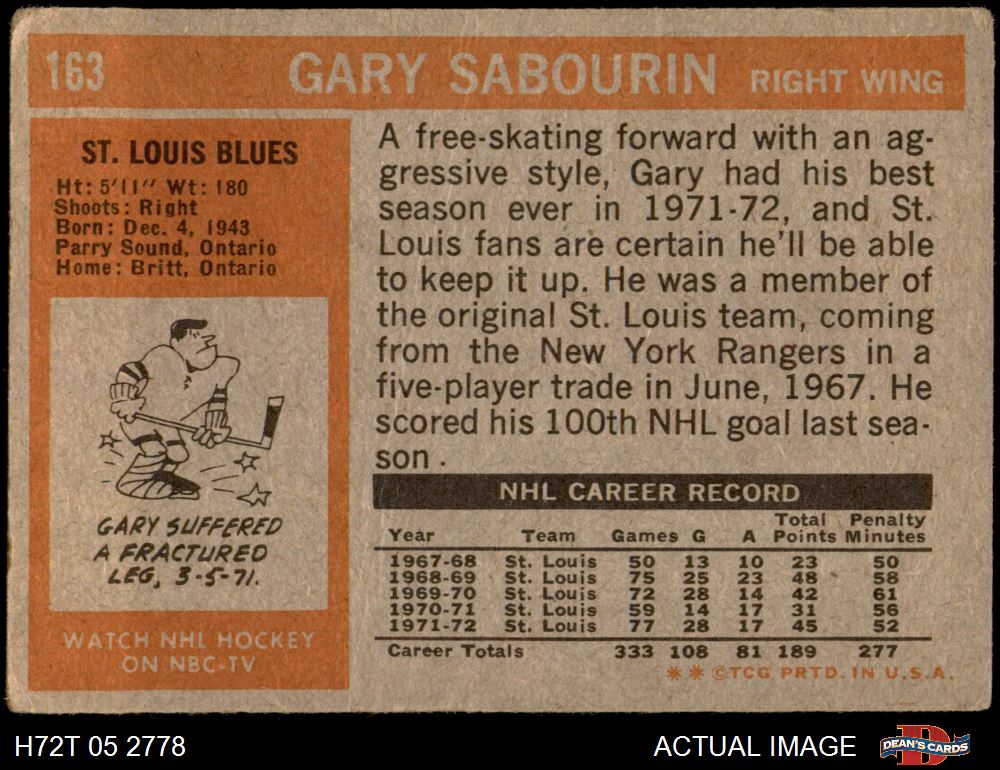 163 GARY SABOURIN RIGHT WING
ST. LOUIS BLUES
Ht: 5'11" Wt: 180
Shoots: Right
Born: Dec. 4, 1943
Parry Sound, Ontario
Home: Britt, Ontario
GARY SUFFERED
A FRACTURED
LEG, 3-5-71.
WATCH NHL HOCKEY
ON NBC-TV
A free-skating forward with an ag-
gressive style, Gary had his best
season ever in 1971-72, and St.
Louis fans are certain he'll be able
to keep it up. He was a member of
the original St. Louis team, coming
from the New York Rangers in a
five-player trade in June, 1967. He
scored his 100th NHL goal last sea-
son.
NHL CAREER RECORD
Year Team Games G A Total Points Penalty Minutes
1967-68 St. Louis 50 13 10 23 50
1968-69 St. Louis 75 25 23 48 58
1969-70 St. Louis 72 28 14 42 61
1970-71 St. Louis 59 14 17 31 56
1971-72 St. Louis 77 28 17 45 52
Career Totals 333 108 81 189 277
** ©TCG PRTD. IN U.S.A.
H72T 05 2778 ACTUAL IMAGE DEAN'S CARDS